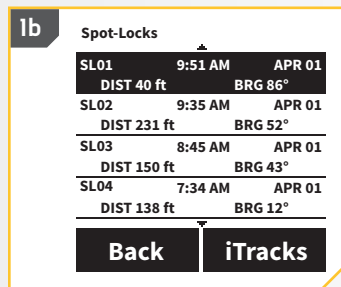 1b
Spot-Locks
SL01 9:51 AM APR 01
DIST 40 ft BRG 86°
SL02 9:35 AM APR 01
DIST 231 ft BRG 52°
SL03 8:45 AM APR 01
DIST 150 ft BRG 43°
SL04 7:34 AM APR 01
DIST 138 ft BRG 12°
Back iTracks